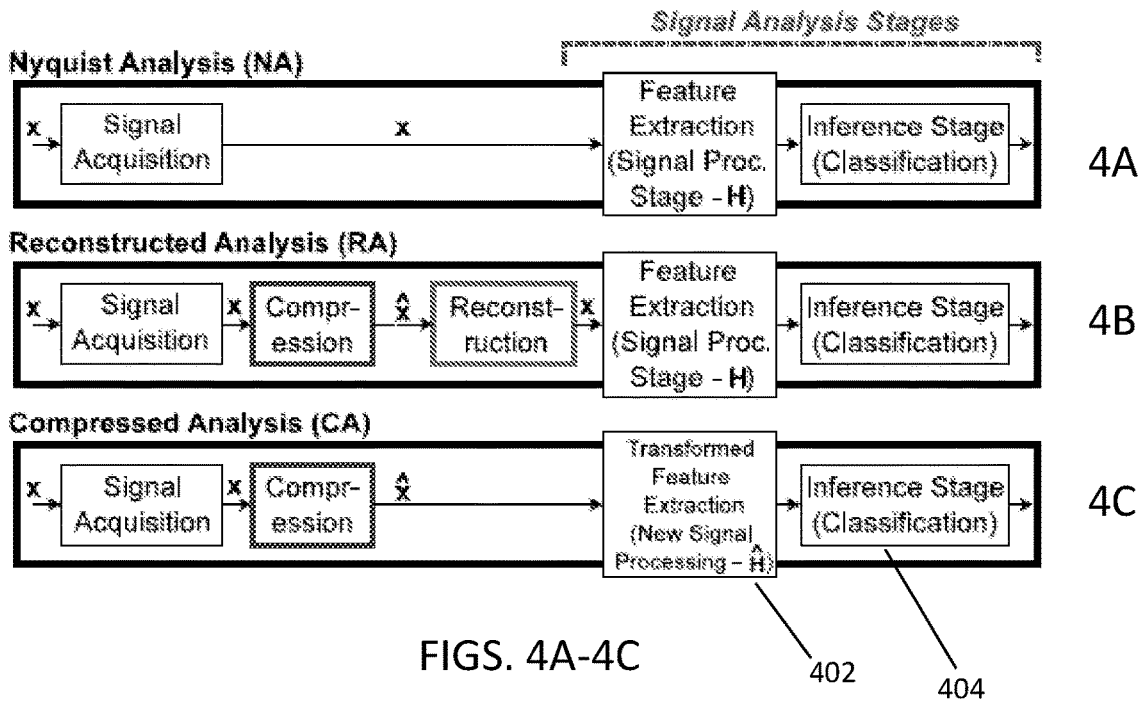 Signal Analysis Stages
Nyquist Analysis (NA)
x
Signal
Acquisition
x
Feature
Extraction
(Signal Proc.
Stage - H)
Inference Stage
(Classification)
4A
Reconstructed Analysis (RA)
x
Signal
Acquisition
x
Compr-
ession
x̂
Reconst-
ruction
x
Feature
Extraction
(Signal Proc.
Stage - H)
Inference Stage
(Classification)
4B
Compressed Analysis (CA)
x
Signal
Acquisition
x
Compr-
ession
x̂
Transformed
Feature
Extraction
(New Signal
Processing - Ĥ)
Inference Stage
(Classification)
4C
FIGS. 4A-4C
402
404